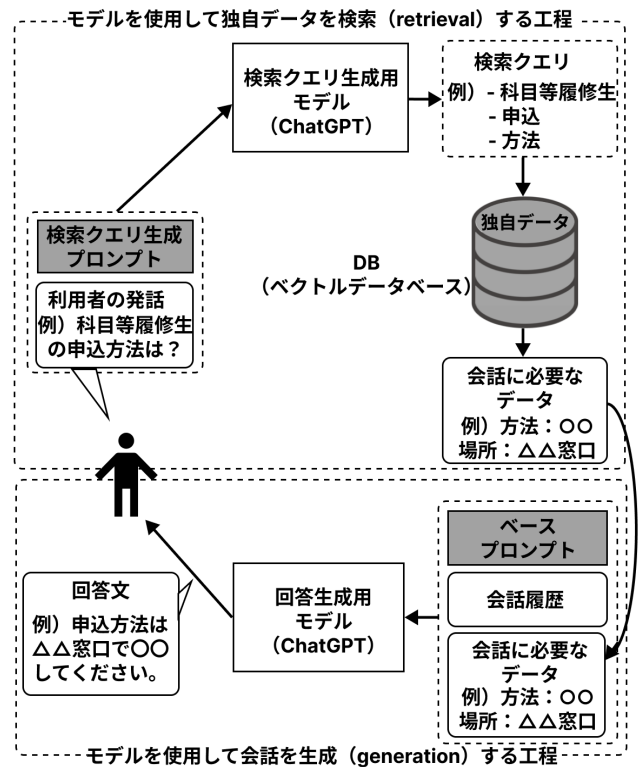 モデルを使用して独自データを検索（retrieval）する工程
検索クエリ生成用
モデル
（ChatGPT）
検索クエリ
例）- 科目等履修生
- 申込
- 方法
独自データ
DB
（ベクトルデータベース）
検索クエリ生成
プロンプト
利用者の発話
例）科目等履修生
の申込方法は？
会話に必要な
データ
例）方法：○○
場所：△△窓口
ベース
プロンプト
会話履歴
会話に必要な
データ
例）方法：○○
場所：△△窓口
回答生成用
モデル
（ChatGPT）
回答文
例）申込方法は
△△窓口で○○
してください。
モデルを使用して会話を生成（generation）する工程